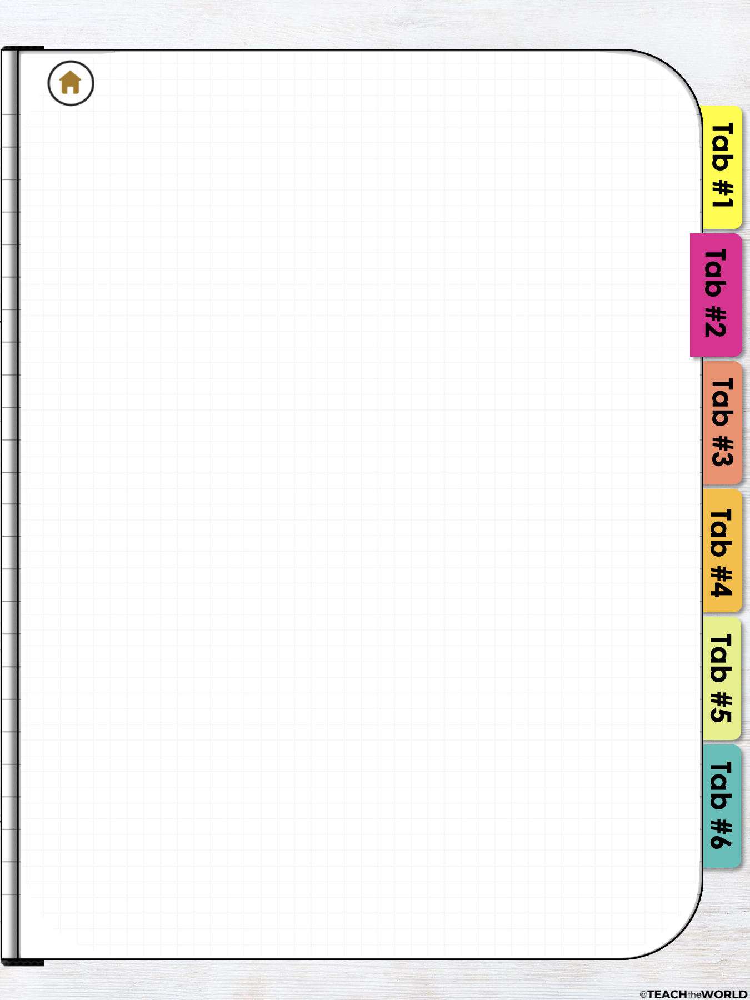 Tab #1
Tab #2
Tab #3
Tab #4
Tab #5
Tab #6
@TEACHtheWORLD